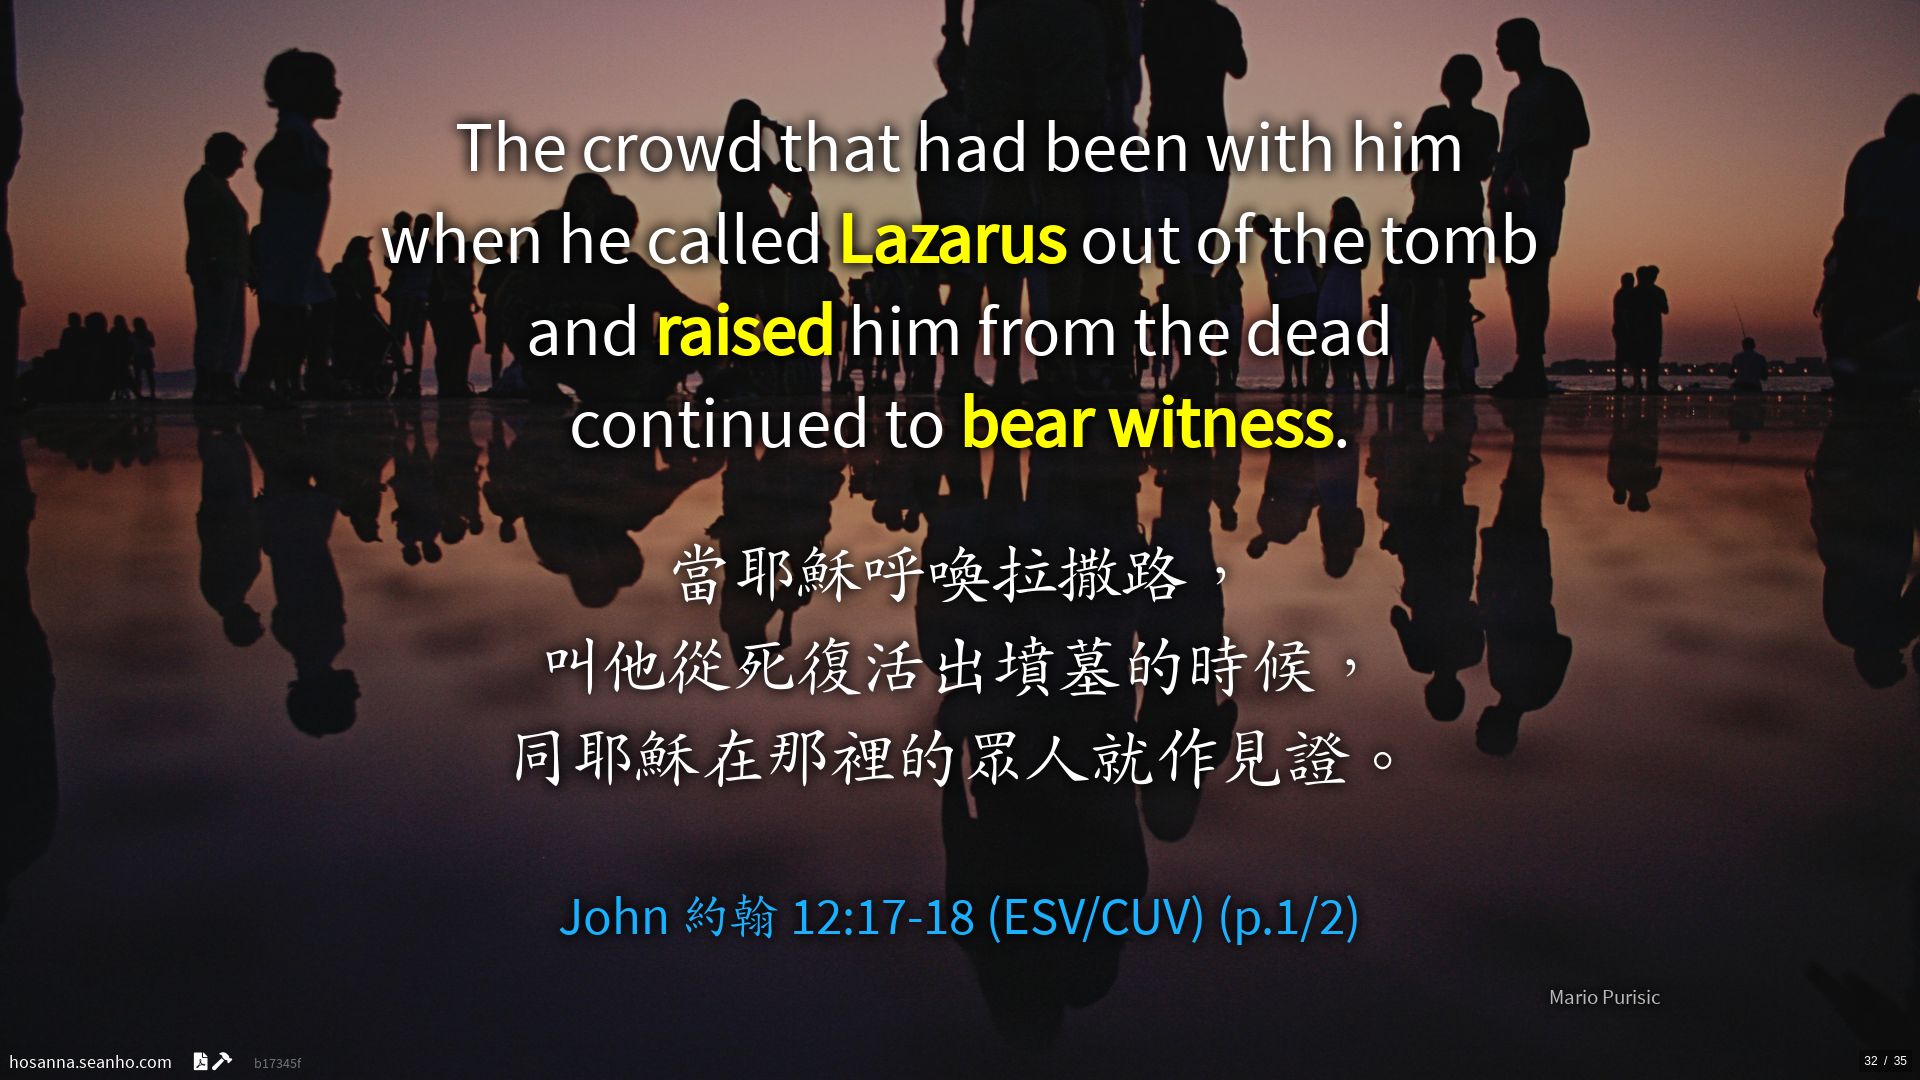 The crowd that had been with him
when he called Lazarus out of the tomb
and raised him from the dead
continued to bear witness.
當耶穌呼喚拉撒路，
叫他從死復活出墳墓的時候，
同耶穌在那裡的眾人就作見證。
John 約翰 12:17-18 (ESV/CUV) (p.1/2)
Mario Purisic
hosanna.seanho.com b17345f
32 / 35